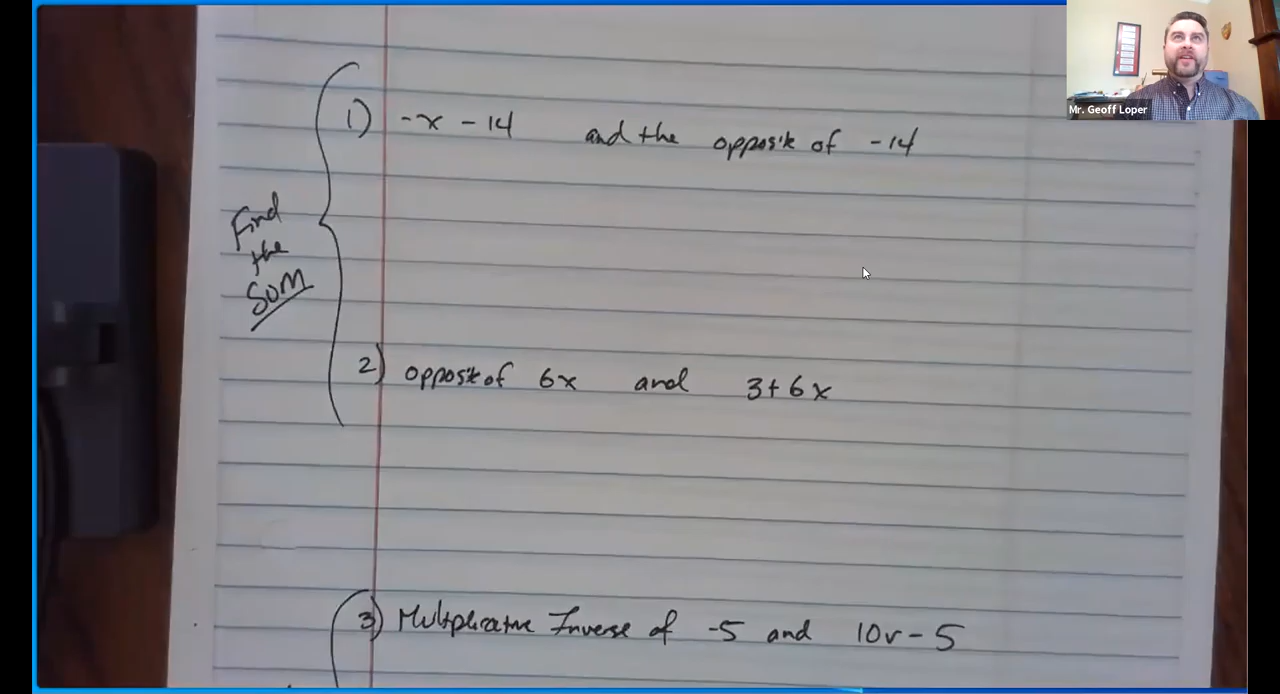 Mr. Geoff Loper
1) -x - 14 and the opposite of -14
Find
the
SUM
2) opposite of 6x and 3 + 6x
3) Multiplicative Inverse of -5 and 10v - 5